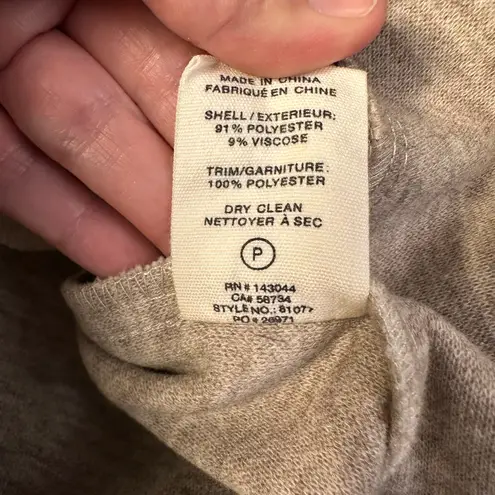 MADE IN CHINA
FABRIQUÉ EN CHINE
SHELL/EXTERIEUR:
91% POLYESTER
9% VISCOSE
TRIM/GARNITURE:
100% POLYESTER
DRY CLEAN
NETTOYER À SEC
P
RN# 143044
CA# 58734
STYLE NO.: 81077
PO# 26971